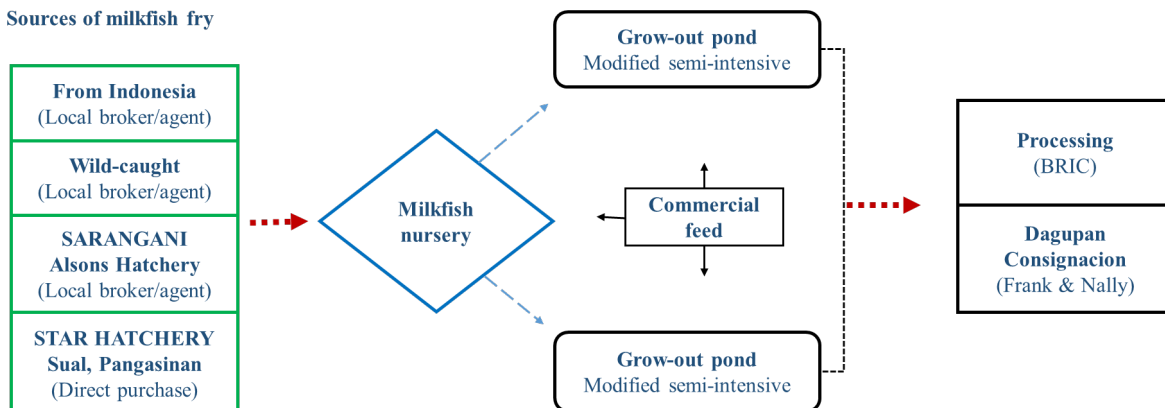 Sources of milkfish fry
From Indonesia
(Local broker/agent)
Wild-caught
(Local broker/agent)
SARANGANI
Alsons Hatchery
(Local broker/agent)
STAR HATCHERY
Sual, Pangasinan
(Direct purchase)
Milkfish
nursery
Grow-out pond
Modified semi-intensive
Commercial
feed
Grow-out pond
Modified semi-intensive
Processing
(BRIC)
Dagupan
Consignacion
(Frank & Nally)